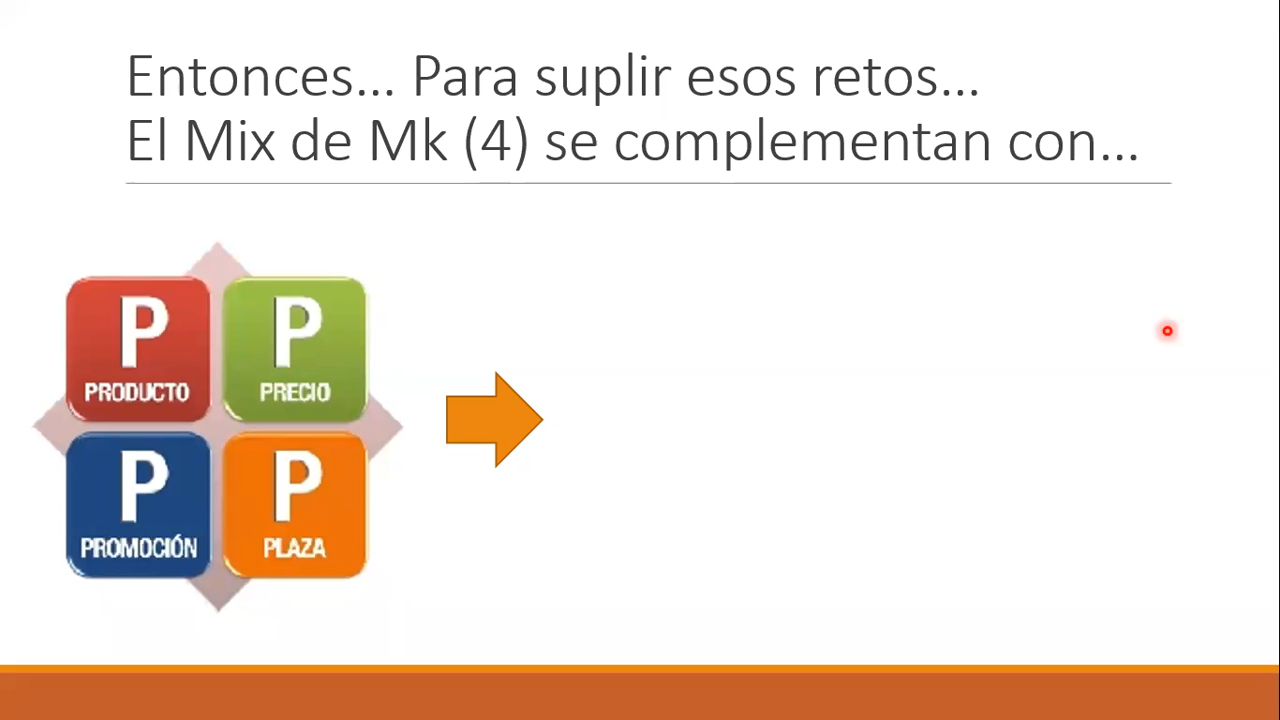 Entonces... Para suplir esos retos...
El Mix de Mk (4) se complementan con...
P
PRODUCTO
P
PRECIO
P
PROMOCIÓN
P
PLAZA